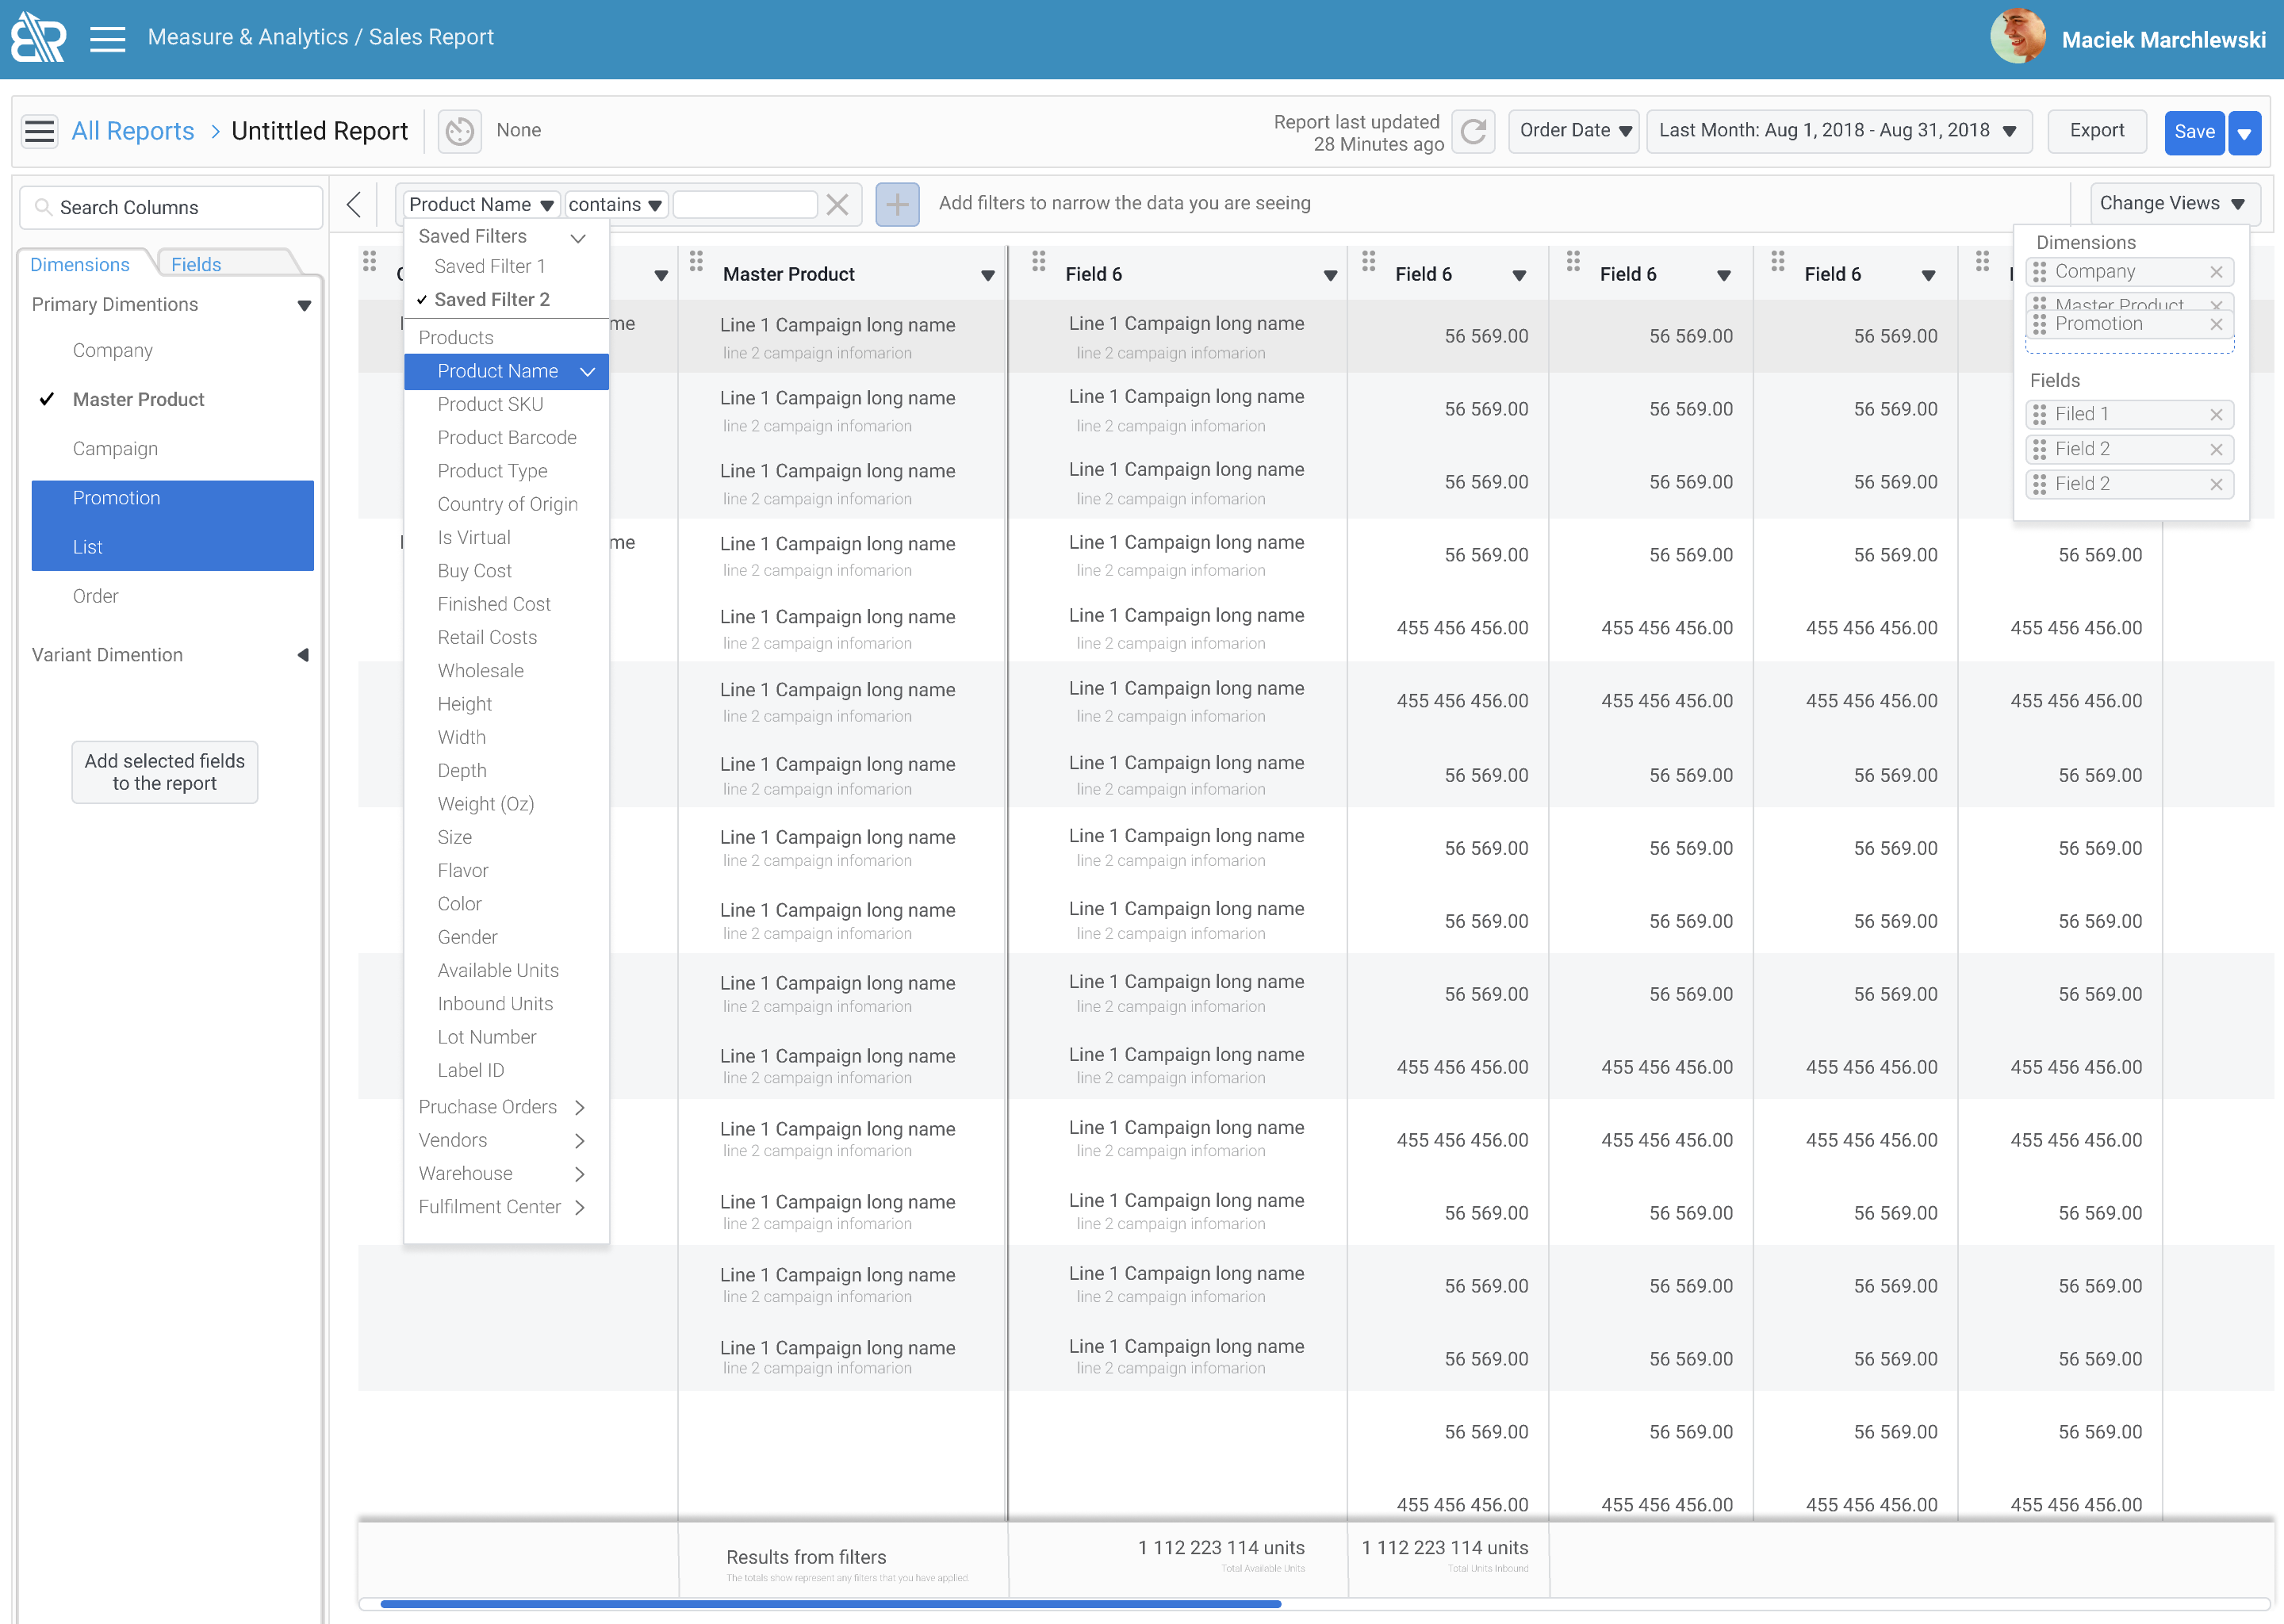 Measure & Analytics / Sales Report
Maciek Marchlewski
All Reports > Untittled Report
None
Report last updated
28 Minutes ago
Order Date
Last Month: Aug 1, 2018 - Aug 31, 2018
Export
Save
Search Columns
Product Name
contains
Add filters to narrow the data you are seeing
Change Views
Dimensions
Fields
Primary Dimentions
Company
Master Product
Campaign
Promotion
List
Order
Variant Dimention
Add selected fields
to the report
Saved Filters
Saved Filter 1
Saved Filter 2
Products
Product Name
Product SKU
Product Barcode
Product Type
Country of Origin
Is Virtual
Buy Cost
Finished Cost
Retail Costs
Wholesale
Height
Width
Depth
Weight (Oz)
Size
Flavor
Color
Gender
Available Units
Inbound Units
Lot Number
Label ID
Pruchase Orders
Vendors
Warehouse
Fulfilment Center
Dimensions
Company
Master Product
Promotion
Fields
Filed 1
Field 2
Field 2
Master Product Field 6 Field 6 Field 6 Field 6
Line 1 Campaign long name Line 1 Campaign long name 56 569.00 56 569.00 56 569.00
line 2 campaign infomarion line 2 campaign infomarion
Line 1 Campaign long name Line 1 Campaign long name 56 569.00 56 569.00 56 569.00
line 2 campaign infomarion line 2 campaign infomarion
Line 1 Campaign long name Line 1 Campaign long name 56 569.00 56 569.00 56 569.00
line 2 campaign infomarion line 2 campaign infomarion
Line 1 Campaign long name Line 1 Campaign long name 56 569.00 56 569.00 56 569.00 56 569.00
line 2 campaign infomarion line 2 campaign infomarion
Line 1 Campaign long name Line 1 Campaign long name 455 456 456.00 455 456 456.00 455 456 456.00 455 456 456.00
line 2 campaign infomarion line 2 campaign infomarion
Line 1 Campaign long name Line 1 Campaign long name 455 456 456.00 455 456 456.00 455 456 456.00 455 456 456.00
line 2 campaign infomarion line 2 campaign infomarion
Line 1 Campaign long name Line 1 Campaign long name 56 569.00 56 569.00 56 569.00 56 569.00
line 2 campaign infomarion line 2 campaign infomarion
Line 1 Campaign long name Line 1 Campaign long name 56 569.00 56 569.00 56 569.00 56 569.00
line 2 campaign infomarion line 2 campaign infomarion
Line 1 Campaign long name Line 1 Campaign long name 56 569.00 56 569.00 56 569.00 56 569.00
line 2 campaign infomarion line 2 campaign infomarion
Line 1 Campaign long name Line 1 Campaign long name 56 569.00 56 569.00 56 569.00 56 569.00
line 2 campaign infomarion line 2 campaign infomarion
Line 1 Campaign long name Line 1 Campaign long name 455 456 456.00 455 456 456.00 455 456 456.00 455 456 456.00
line 2 campaign infomarion line 2 campaign infomarion
Line 1 Campaign long name Line 1 Campaign long name 455 456 456.00 455 456 456.00 455 456 456.00 455 456 456.00
line 2 campaign infomarion line 2 campaign infomarion
Line 1 Campaign long name Line 1 Campaign long name 56 569.00 56 569.00 56 569.00 56 569.00
line 2 campaign infomarion line 2 campaign infomarion
Line 1 Campaign long name Line 1 Campaign long name 56 569.00 56 569.00 56 569.00 56 569.00
line 2 campaign infomarion line 2 campaign infomarion
Line 1 Campaign long name Line 1 Campaign long name 56 569.00 56 569.00 56 569.00 56 569.00
line 2 campaign infomarion line 2 campaign infomarion
56 569.00 56 569.00 56 569.00 56 569.00
455 456 456.00 455 456 456.00 455 456 456.00 455 456 456.00
Results from filters 1 112 223 114 units 1 112 223 114 units
The totals show represent any filters that you have applied. Total Available Units Total Units Inbound